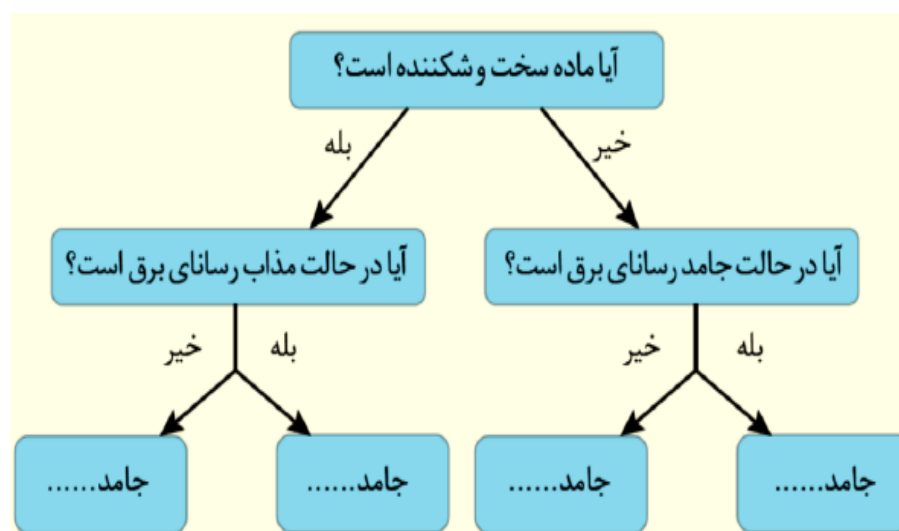 آیا ماده سخت و شکننده است؟
خیر
بله
آیا در حالت جامد رسانای برق است؟
آیا در حالت مذاب رسانای برق است؟
بله
خیر
بله
خیر
جامد......
جامد......
جامد......
جامد......